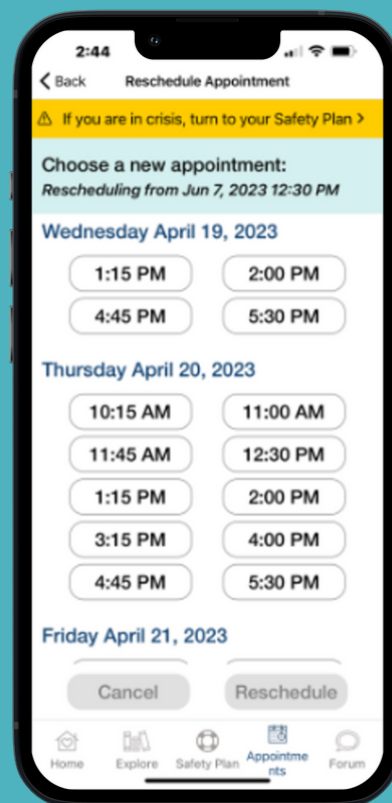 2:44
Back Reschedule Appointment
If you are in crisis, turn to your Safety Plan >
Choose a new appointment:
Rescheduling from Jun 7, 2023 12:30 PM
Wednesday April 19, 2023
1:15 PM 2:00 PM
4:45 PM 5:30 PM
Thursday April 20, 2023
10:15 AM 11:00 AM
11:45 AM 12:30 PM
1:15 PM 2:00 PM
3:15 PM 4:00 PM
4:45 PM 5:30 PM
Friday April 21, 2023
Cancel Reschedule
Home Explore Safety Plan Appointme
nts Forum